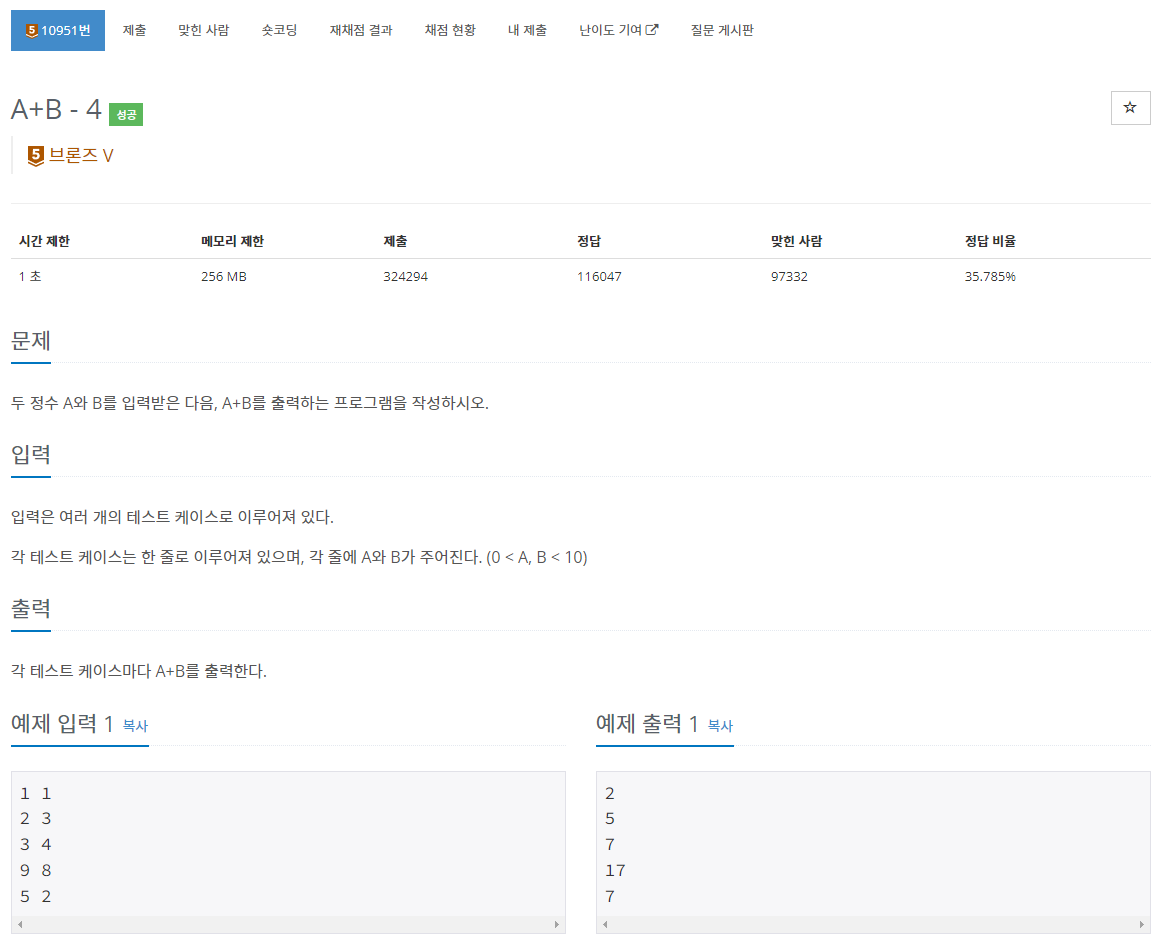 5 10951번 제출 맞힌 사람 숏코딩 재채점 결과 채점 현황 내 제출 난이도 기여 질문 게시판
A+B - 4 성공
5 브론즈 V
시간 제한 메모리 제한 제출 정답 맞힌 사람 정답 비율
1 초 256 MB 324294 116047 97332 35.785%
문제
두 정수 A와 B를 입력받은 다음, A+B를 출력하는 프로그램을 작성하시오.
입력
입력은 여러 개의 테스트 케이스로 이루어져 있다.
각 테스트 케이스는 한 줄로 이루어져 있으며, 각 줄에 A와 B가 주어진다. (0 < A, B < 10)
출력
각 테스트 케이스마다 A+B를 출력한다.
예제 입력 1 복사
1 1
2 3
3 4
9 8
5 2
예제 출력 1 복사
2
5
7
17
7